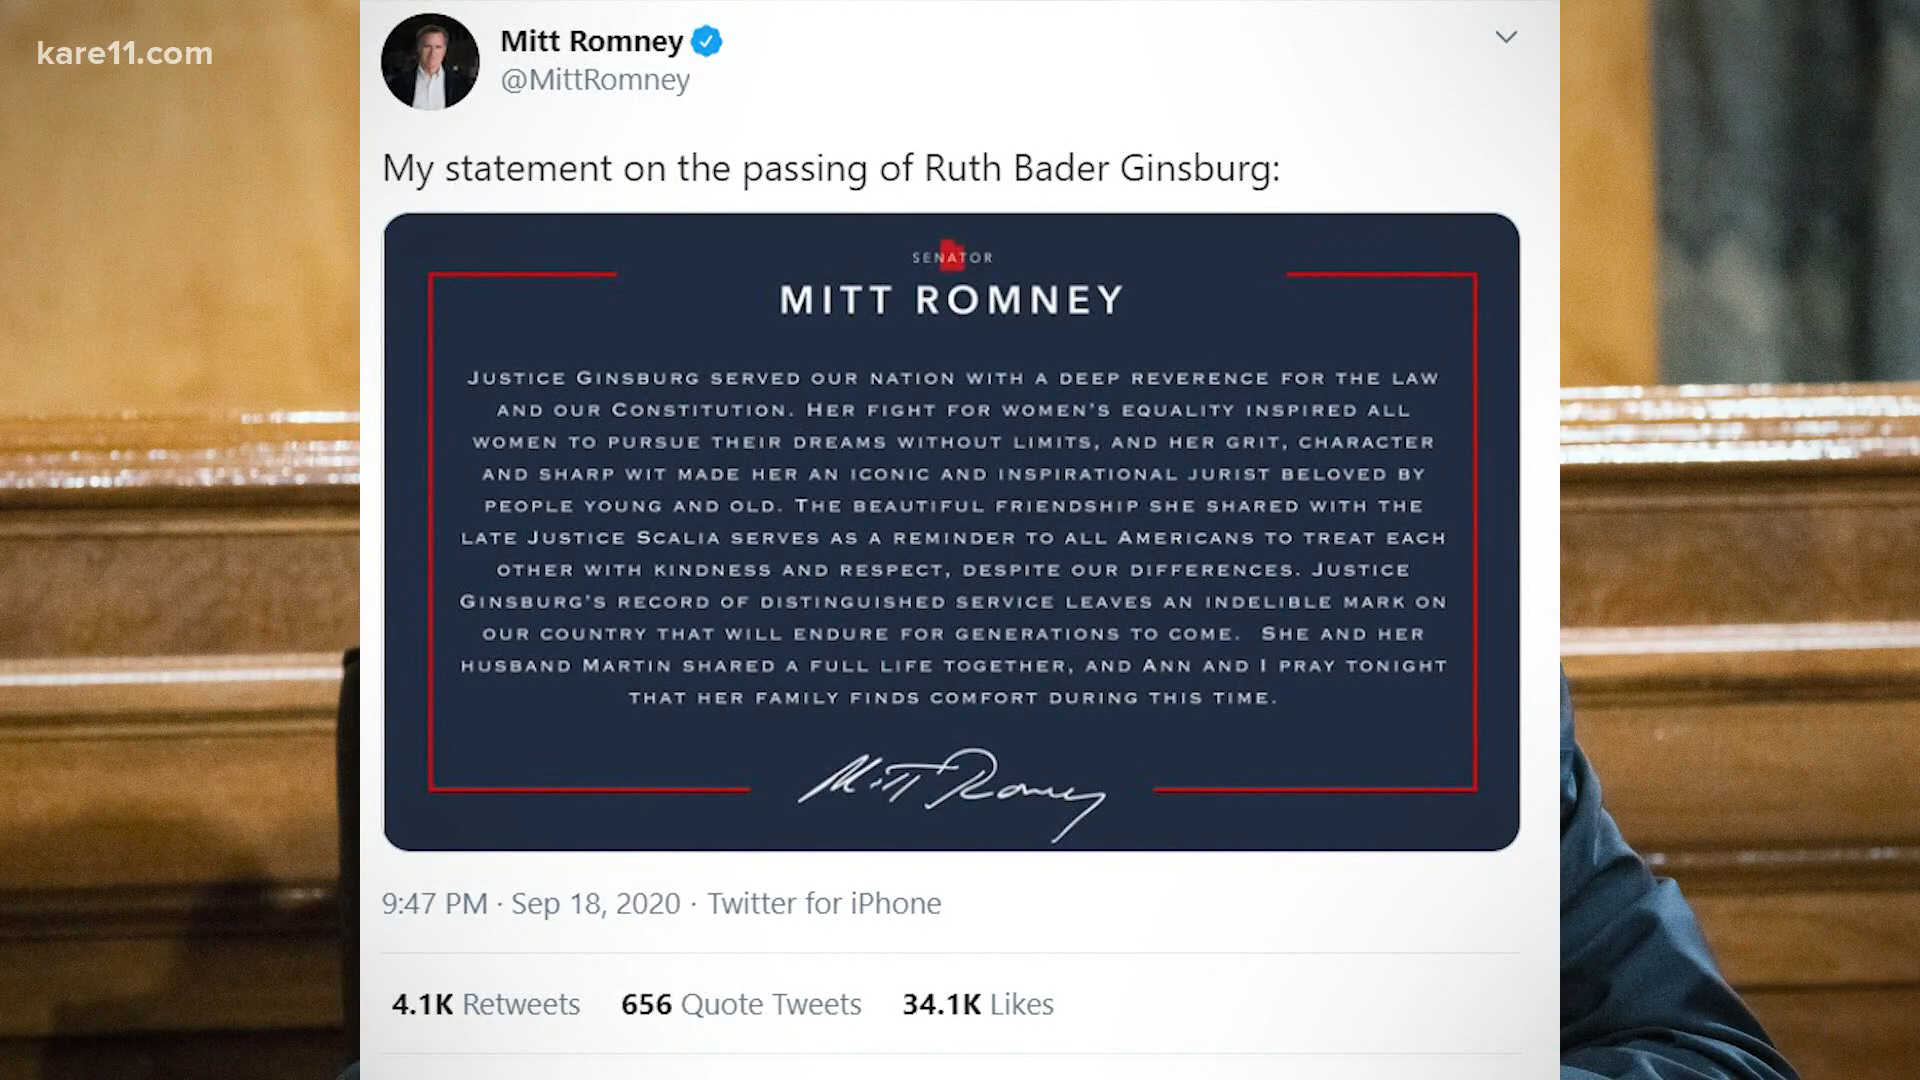 kare11.com
Mitt Romney
@MittRomney
My statement on the passing of Ruth Bader Ginsburg:
SENATOR
MITT ROMNEY
JUSTICE GINSBURG SERVED OUR NATION WITH A DEEP REVERENCE FOR THE LAW
AND OUR CONSTITUTION. HER FIGHT FOR WOMEN'S EQUALITY INSPIRED ALL
WOMEN TO PURSUE THEIR DREAMS WITHOUT LIMITS, AND HER GRIT, CHARACTER
AND SHARP WIT MADE HER AN ICONIC AND INSPIRATIONAL JURIST BELOVED BY
PEOPLE YOUNG AND OLD. THE BEAUTIFUL FRIENDSHIP SHE SHARED WITH THE
LATE JUSTICE SCALIA SERVES AS A REMINDER TO ALL AMERICANS TO TREAT EACH
OTHER WITH KINDNESS AND RESPECT, DESPITE OUR DIFFERENCES. JUSTICE
GINSBURG'S RECORD OF DISTINGUISHED SERVICE LEAVES AN INDELIBLE MARK ON
OUR COUNTRY THAT WILL ENDURE FOR GENERATIONS TO COME. SHE AND HER
HUSBAND MARTIN SHARED A FULL LIFE TOGETHER, AND ANN AND I PRAY TONIGHT
THAT HER FAMILY FINDS COMFORT DURING THIS TIME.
Mitt Romney
9:47 PM · Sep 18, 2020 · Twitter for iPhone
4.1K Retweets 656 Quote Tweets 34.1K Likes